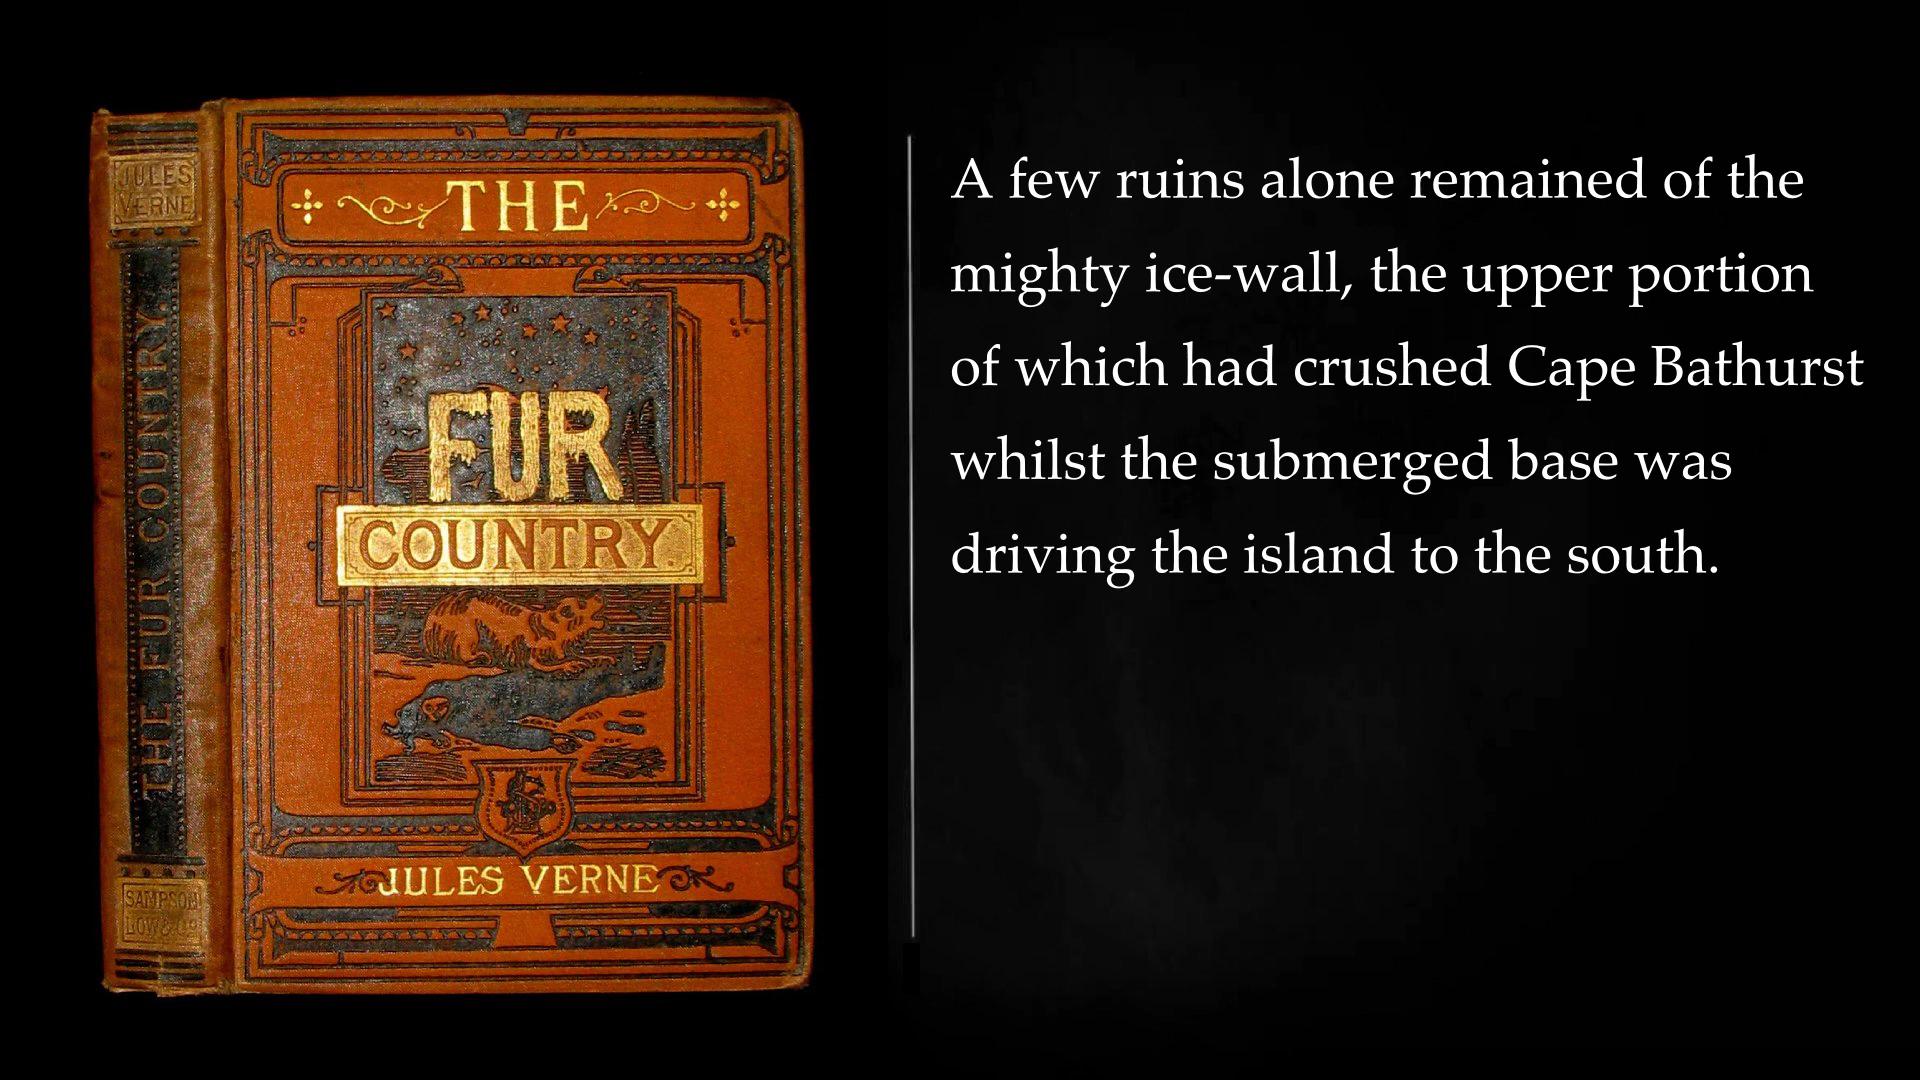 JULES
VERNE
THE FUR COUNTRY.
SAMPSON
LOW & Co
THE
FUR
COUNTRY.
JULES VERNE
A few ruins alone remained of the
mighty ice-wall, the upper portion
of which had crushed Cape Bathurst
whilst the submerged base was
driving the island to the south.